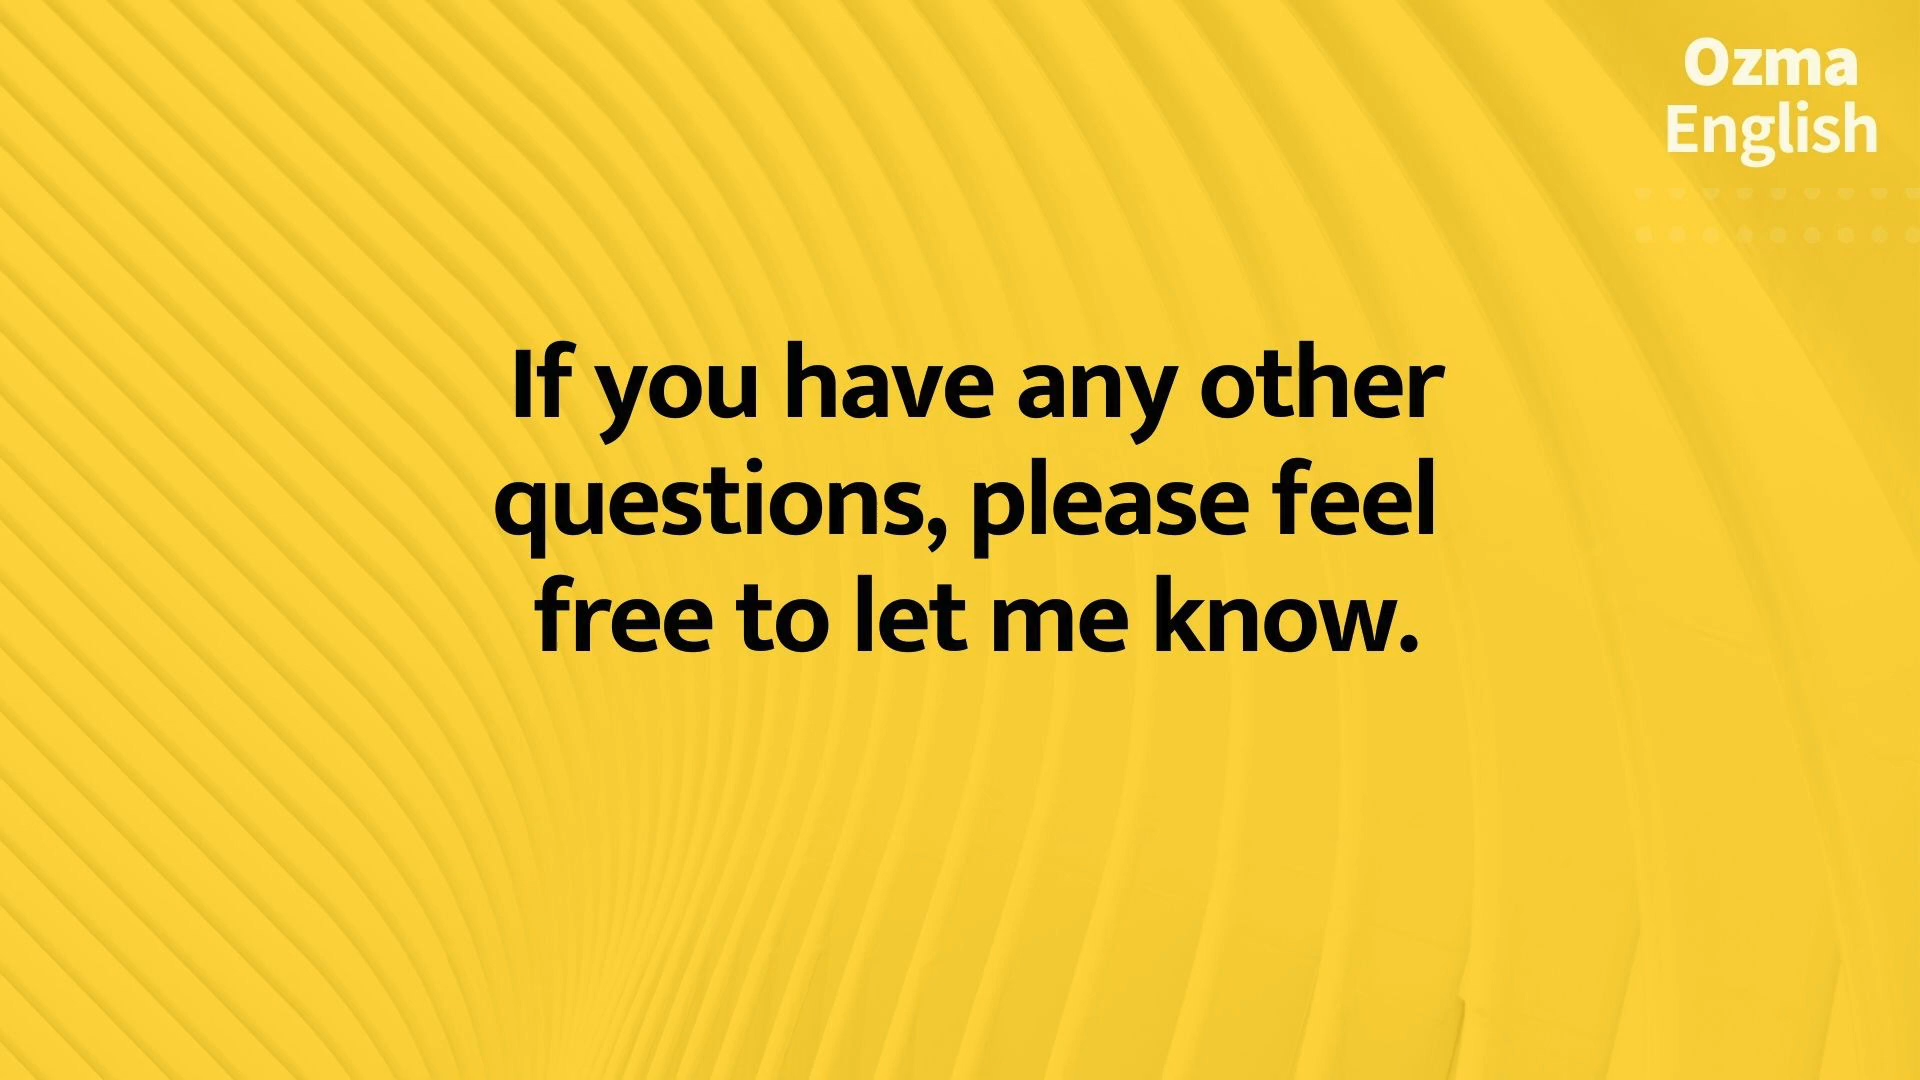 Ozma
English
If you have any other
questions, please feel
free to let me know.